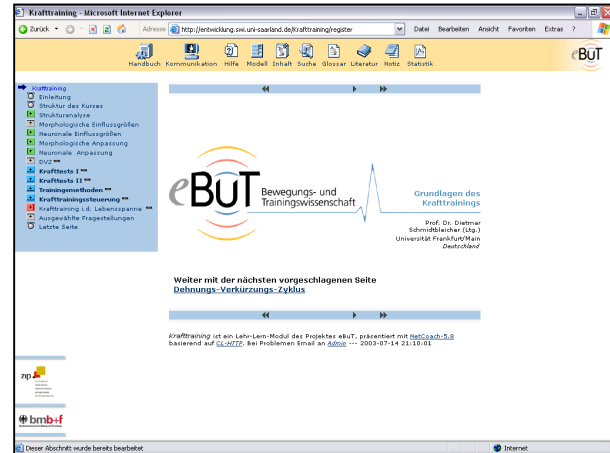 Krafttraining - Microsoft Internet Explorer
Zurück
Adresse http://entwicklung.swi.uni-saarland.de/Krafttraining/register
Datei Bearbeiten Ansicht Favoriten Extras ?
Handbuch Kommunikation Hilfe Modell Inhalt Suche Glossar Literatur Notiz Statistik
eBuT
Krafttraining
Einleitung
Struktur des Kurses
Strukturanalyse
Morphologische Einflussgrößen
Neuronale Einflussgrößen
Morphologische Anpassung
Neuronale Anpassung
DVZ
Krafttests I
Krafttests II
Trainingsmethoden
Krafttrainingssteuerung
Krafttraining i.d. Lebensspanne
Ausgewählte Fragestellungen
Letzte Seite
eBuT
Bewegungs- und
Trainingswissenschaft
Grundlagen des
Krafttrainings
Prof. Dr. Dietmar
Schmidtbleicher (Ltg.)
Universität Frankfurt/Main
Deutschland
Weiter mit der nächsten vorgeschlagenen Seite
Dehnungs-Verkürzungs-Zyklus
Krafttraining ist ein Lehr-Lern-Modul des Projektes eBuT, präsentiert mit NetCoach-5.8
basierend auf CL-HTTP. Bei Problemen Email an Admin --- 2003-07-14 21:10:01
zip
bmb+f
Dieser Abschnitt wurde bereits bearbeitet
Internet